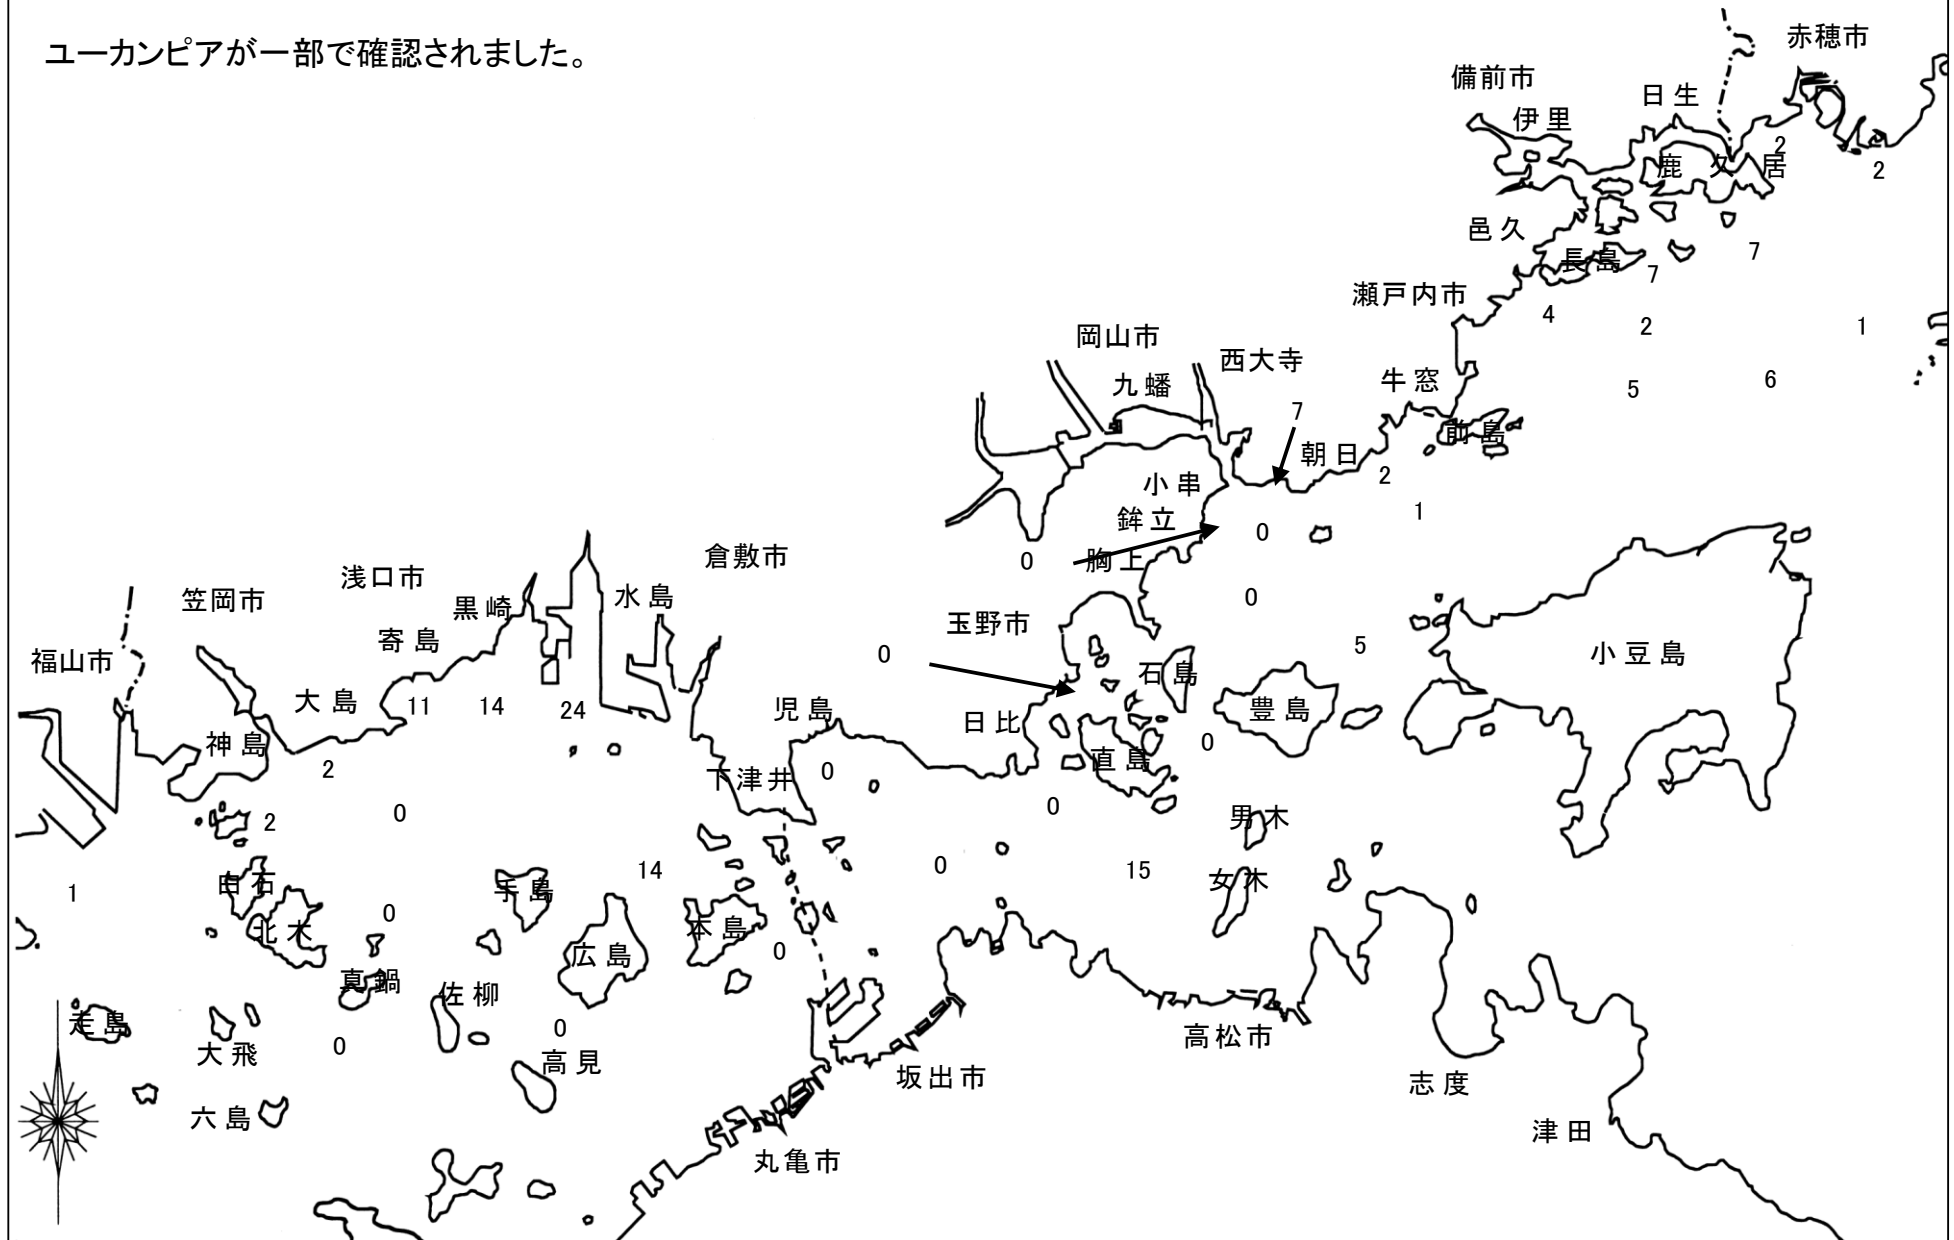 ユーカンピアが一部で確認されました。
赤穂市
備前市
日生
伊里
2
鹿久居
2
邑久
7
長島
7
瀬戸内市
4
2
1
岡山市
西大寺
牛窓
九蟠
6
5
7
前島
朝日
2
小串
鉾立
1
0
胸上
0
倉敷市
浅口市
笠岡市
黒崎
水島
0
玉野市
寄島
5
0
小豆島
福山市
石島
大島
11
14
24
児島
日比
豊島
神島
0
直島
2
下津井
0
0
0
2
男木
14
0
15
女木
白石
手島
1
0
北木
本島
0
広島
真鍋
佐柳
走島
0
高松市
大飛
0
高見
坂出市
志度
六島
津田
丸亀市